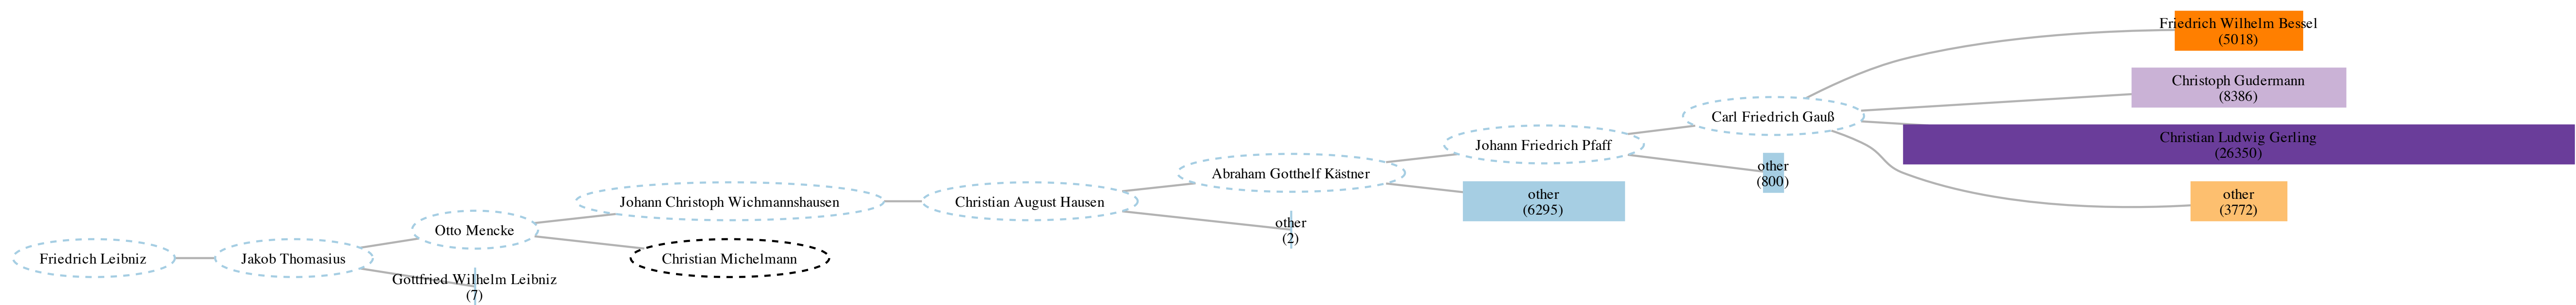 Friedrich Leibniz
Jakob Thomasius
Otto Mencke
Gottfried Wilhelm Leibniz
(7)
Johann Christoph Wichmannshausen
Christian Michelmann
Christian August Hausen
Abraham Gotthelf Kästner
other
(2)
Johann Friedrich Pfaff
other
(6295)
Carl Friedrich Gauß
other
(800)
Friedrich Wilhelm Bessel
(5018)
Christoph Gudermann
(8386)
Christian Ludwig Gerling
(26350)
other
(3772)